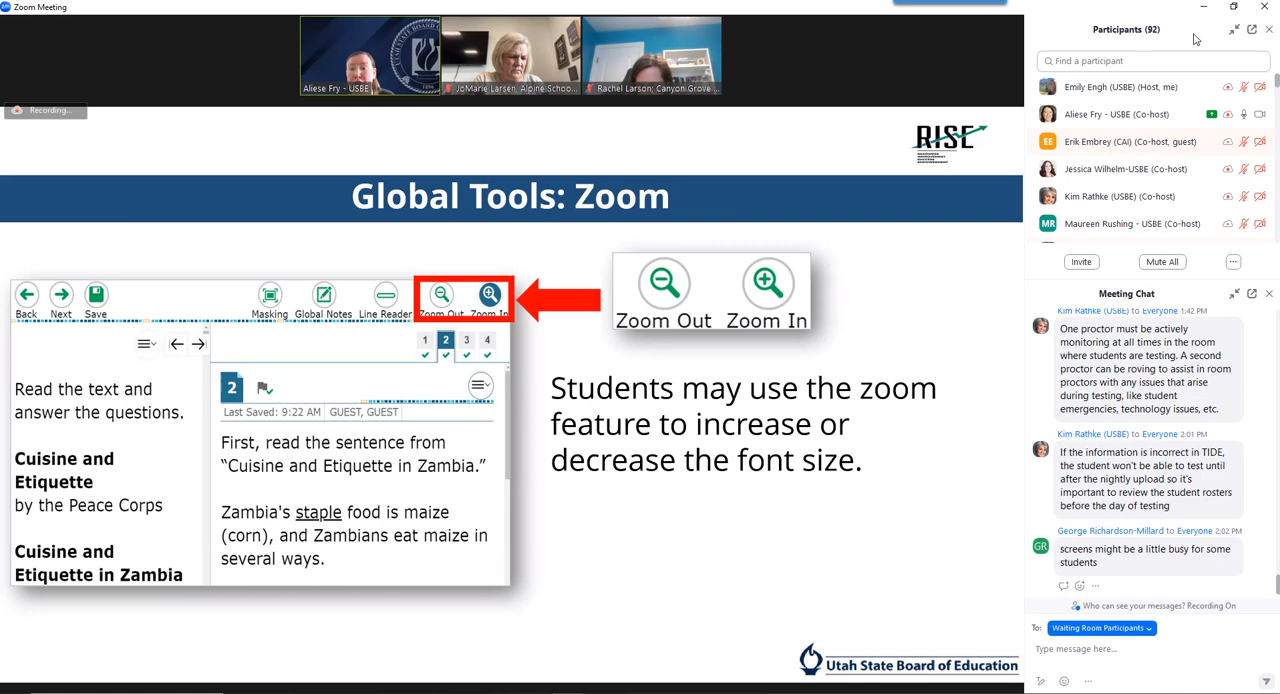 Zoom Meeting
Aliese Fry - USBE
JoMarie Larsen, Alpine Schoo...
Rachel Larson; Canyon Grove ...
Recording...
RISE
Global Tools: Zoom
Back
Next
Save
Masking
Global Notes
Line Reader
Zoom Out
Zoom In
Zoom Out
Zoom In
1
2
3
4
Read the text and
answer the questions.
Cuisine and
Etiquette
by the Peace Corps
Cuisine and
Etiquette in Zambia
2
Last Saved: 9:22 AM
GUEST, GUEST
First, read the sentence from
“Cuisine and Etiquette in Zambia.”
Zambia's staple food is maize
(corn), and Zambians eat maize in
several ways.
Students may use the zoom
feature to increase or
decrease the font size.
Utah State Board of Education
Participants (92)
Find a participant
Emily Engh (USBE) (Host, me)
Aliese Fry - USBE (Co-host)
EE
Erik Embrey (CAI) (Co-host, guest)
Jessica Wilhelm-USBE (Co-host)
Kim Rathke (USBE) (Co-host)
MR
Maureen Rushing - USBE (Co-host)
Invite
Mute All
...
Meeting Chat
Kim Rathke (USBE) to Everyone 1:42 PM
One proctor must be actively
monitoring at all times in the room
where students are testing. A second
proctor can be roving to assist in room
proctors with any issues that arise
during testing, like student
emergencies, technology issues, etc.
Kim Rathke (USBE) to Everyone 2:01 PM
If the information is incorrect in TIDE,
the student won't be able to test until
after the nightly upload so it's
important to review the student rosters
before the day of testing
George Richardson-Millard to Everyone 2:02 PM
GR
screens might be a little busy for some
students
Who can see your messages? Recording On
To:
Waiting Room Participants
Type message here...